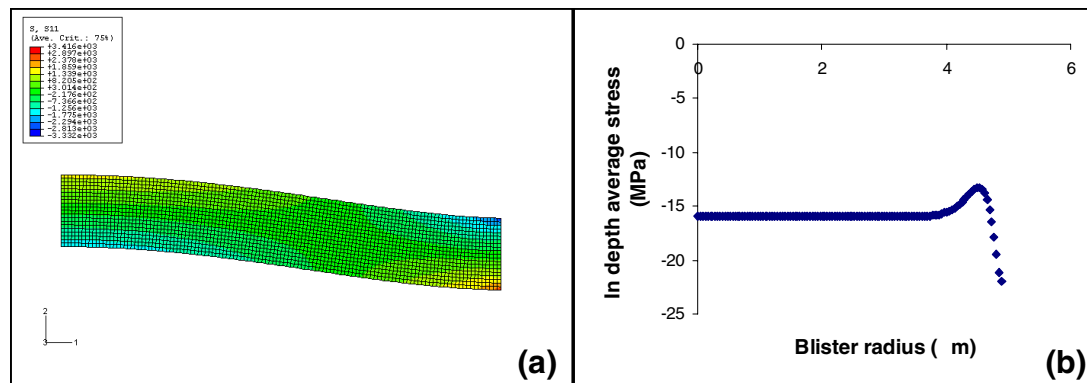 S, S11
(Ave. Crit.: 75%)
+3.416e+03
+2.897e+03
+2.378e+03
+1.859e+03
+1.339e+03
+8.205e+02
+3.014e+02
-2.176e+02
-7.366e+02
-1.256e+03
-1.775e+03
-2.294e+03
-2.813e+03
-3.332e+03
2
3 1
(a)
0
-5
-10
-15
-20
-25
0 2 4 6
In depth average stress
(MPa)
Blister radius ( m)
(b)